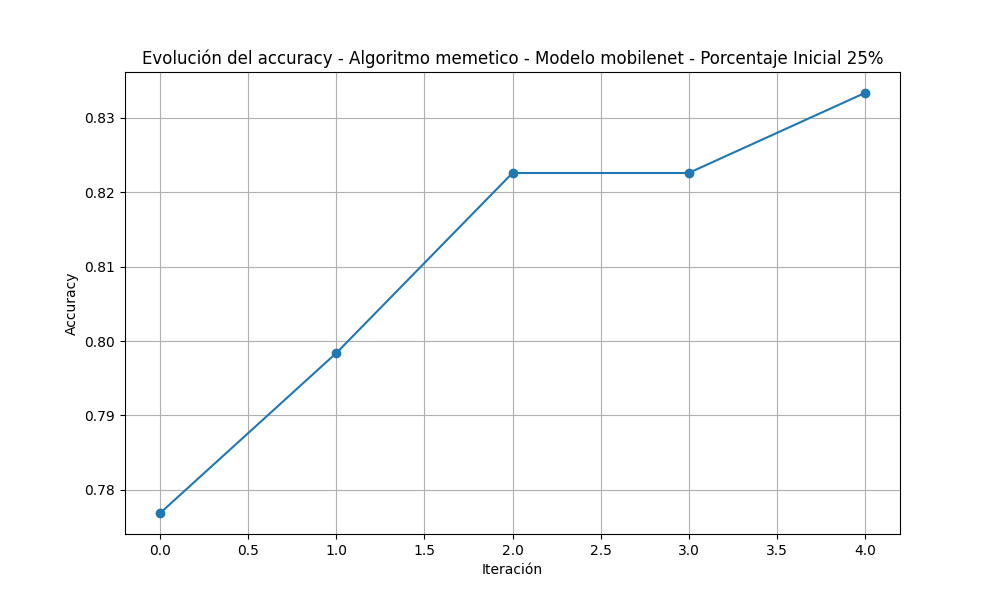 Evolución del accuracy - Algoritmo memetico - Modelo mobilenet - Porcentaje Inicial 25%
0.83
0.82
0.81
0.80
0.79
0.78
Accuracy
0.0 0.5 1.0 1.5 2.0 2.5 3.0 3.5 4.0
Iteración